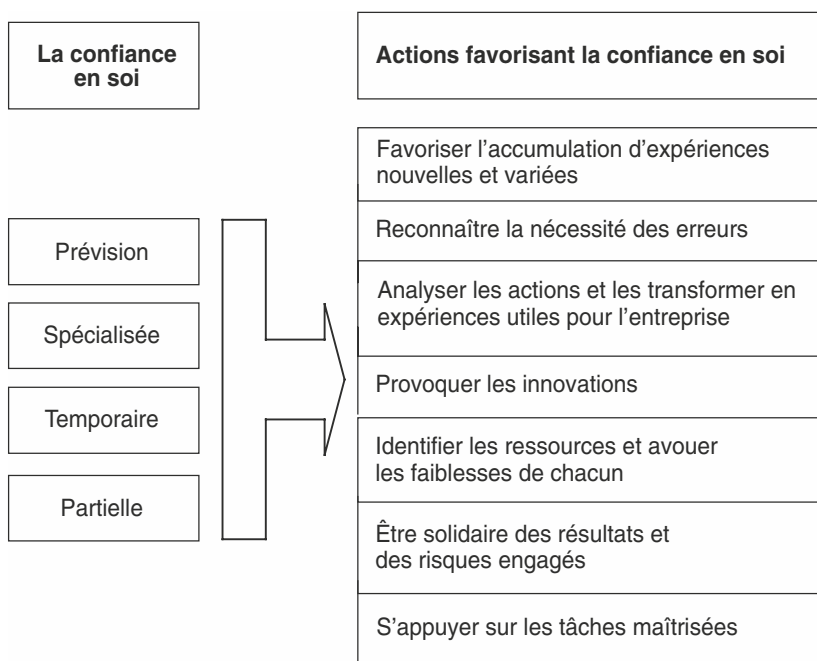 La confiance
en soi
Actions favorisant la confiance en soi
Prévision
Spécialisée
Temporaire
Partielle
Favoriser l'accumulation d'expériences
nouvelles et variées
Reconnaître la nécessité des erreurs
Analyser les actions et les transformer en
expériences utiles pour l'entreprise
Provoquer les innovations
Identifier les ressources et avouer
les faiblesses de chacun
Être solidaire des résultats et
des risques engagés
S'appuyer sur les tâches maîtrisées